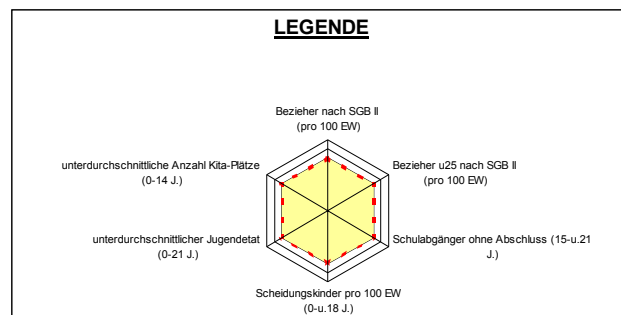 LEGENDE
Bezieher nach SGB II
(pro 100 EW)
unterdurchschnittliche Anzahl Kita-Plätze
(0-14 J.)
Bezieher u25 nach SGB II
(pro 100 EW)
unterdurchschnittlicher Jugendetat
(0-21 J.)
Schulabgänger ohne Abschluss (15-u.21
J.)
Scheidungskinder pro 100 EW
(0-u.18 J.)